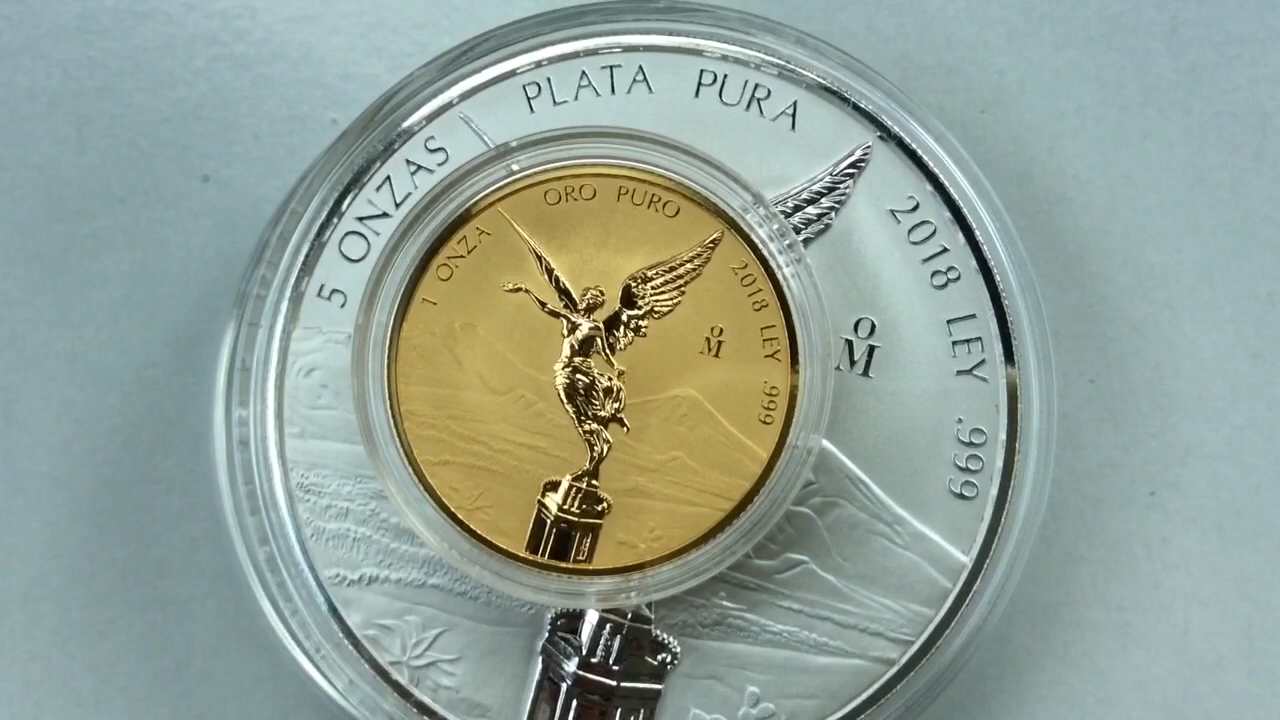 5 ONZAS PLATA PURA 2018 LEY .999
oM
1 ONZA ORO PURO 2018 LEY .999
oM